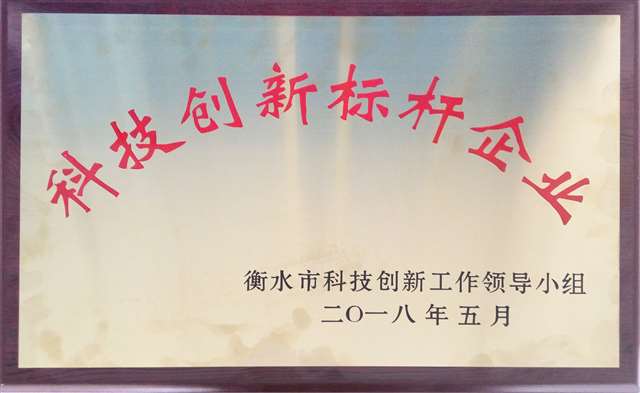 科技创新标杆企业
衡水市科技创新工作领导小组
二〇一八年五月